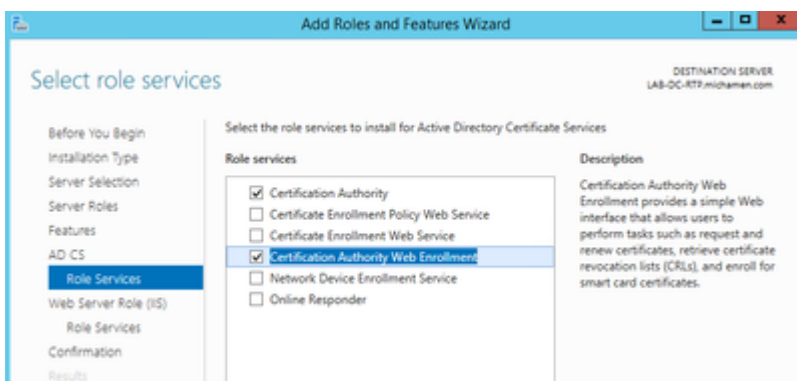 Add Roles and Features Wizard
Select role services
DESTINATION SERVER
LAB-DC-RTP.michamen.com
Before You Begin
Installation Type
Server Selection
Server Roles
Features
AD CS
Role Services
Web Server Role (IIS)
Role Services
Confirmation
Results
Select the role services to install for Active Directory Certificate Services
Role services
Certification Authority
Certificate Enrollment Policy Web Service
Certificate Enrollment Web Service
Certification Authority Web Enrollment
Network Device Enrollment Service
Online Responder
Description
Certification Authority Web
Enrollment provides a simple Web
interface that allows users to
perform tasks such as request and
renew certificates, retrieve certificate
revocation lists (CRLs), and enroll for
smart card certificates.